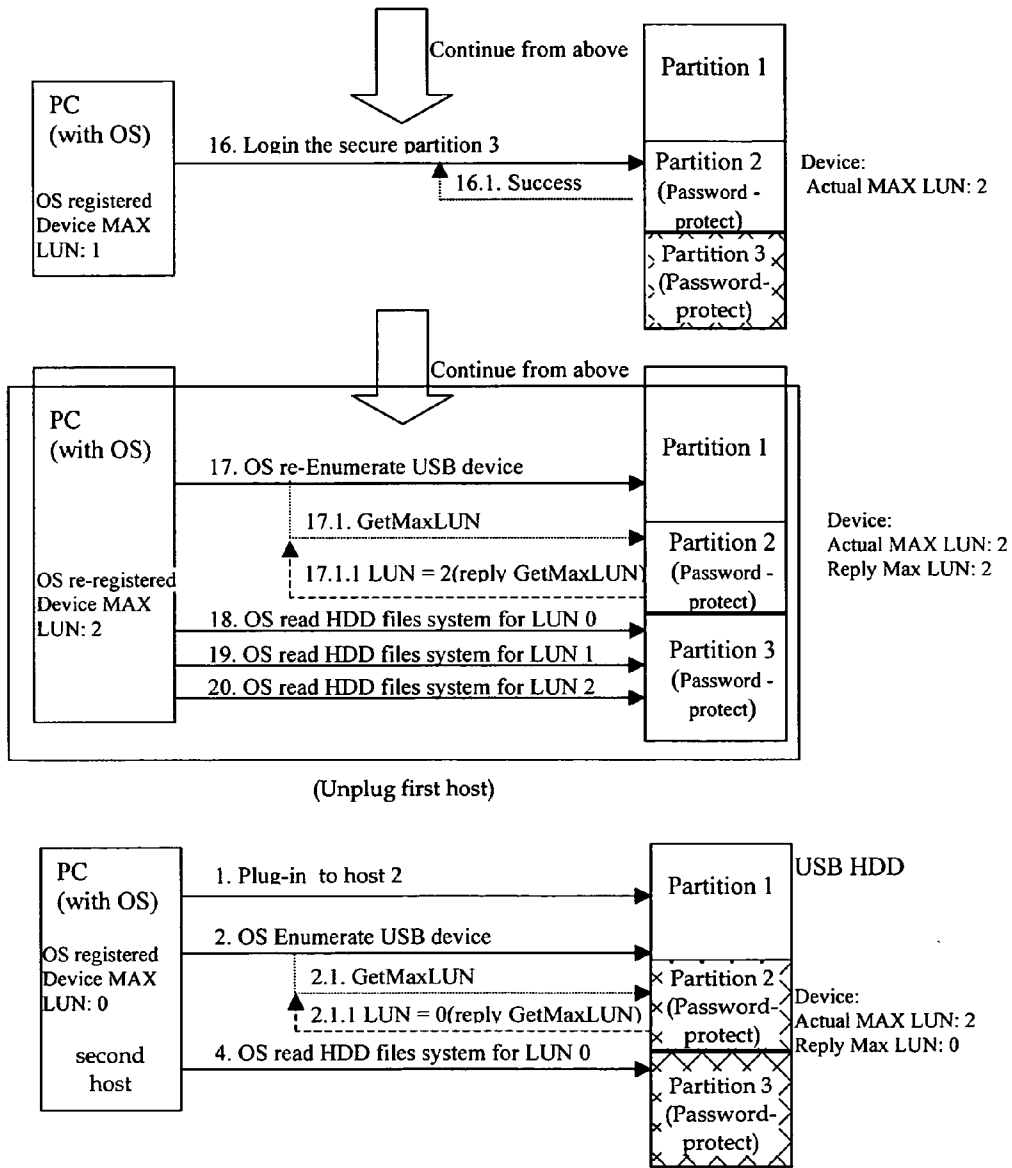 Continue from above
PC
(with OS)
OS registered
Device MAX
LUN: 1
16. Login the secure partition 3
16.1. Success
Partition 1
Partition 2
(Password -
protect)
Partition 3
(Password-
protect)
Device:
Actual MAX LUN: 2
Continue from above
PC
(with OS)
OS re-registered
Device MAX
LUN: 2
17. OS re-Enumerate USB device
17.1. GetMaxLUN
17.1.1 LUN = 2(reply GetMaxLUN)
18. OS read HDD files system for LUN 0
19. OS read HDD files system for LUN 1
20. OS read HDD files system for LUN 2
Partition 1
Partition 2
(Password -
protect)
Partition 3
(Password -
protect)
Device:
Actual MAX LUN: 2
Reply Max LUN: 2
(Unplug first host)
PC
(with OS)
OS registered
Device MAX
LUN: 0
second
host
1. Plug-in to host 2
2. OS Enumerate USB device
2.1. GetMaxLUN
2.1.1 LUN = 0(reply GetMaxLUN)
4. OS read HDD files system for LUN 0
USB HDD
Partition 1
Partition 2
(Password-
protect)
Partition 3
(Password-
protect)
Device:
Actual MAX LUN: 2
Reply Max LUN: 0